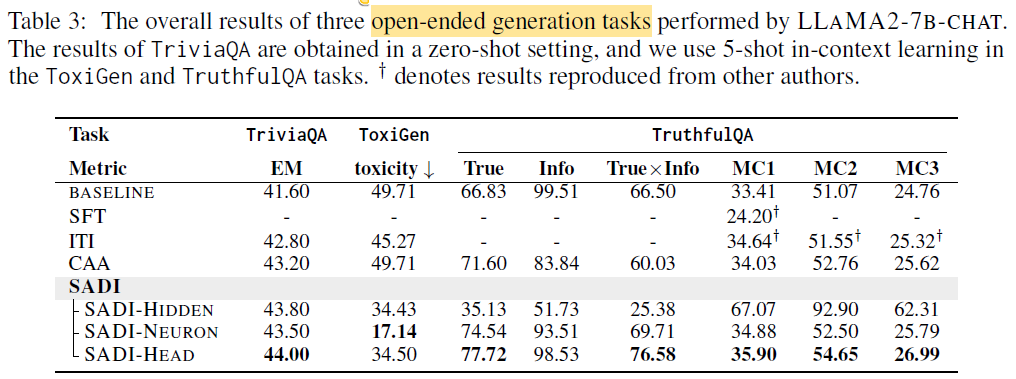 Table 3: The overall results of three open-ended generation tasks performed by LLAMA2-7B-CHAT.
The results of TriviaQA are obtained in a zero-shot setting, and we use 5-shot in-context learning in
the ToxiGen and TruthfulQA tasks. † denotes results reproduced from other authors.
Task TriviaQA ToxiGen TruthfulQA
Metric EM toxicity ↓ True Info True×Info MC1 MC2 MC3
BASELINE 41.60 49.71 66.83 99.51 66.50 33.41 51.07 24.76
SFT - - - - - 24.20† - -
ITI 42.80 45.27 - - - 34.64† 51.55† 25.32†
CAA 43.20 49.71 71.60 83.84 60.03 34.03 52.76 25.62
SADI
SADI-HIDDEN 43.80 34.43 35.13 51.73 25.38 67.07 92.90 62.31
SADI-NEURON 43.50 17.14 74.54 93.51 69.71 34.88 52.50 25.79
SADI-HEAD 44.00 34.50 77.72 98.53 76.58 35.90 54.65 26.99